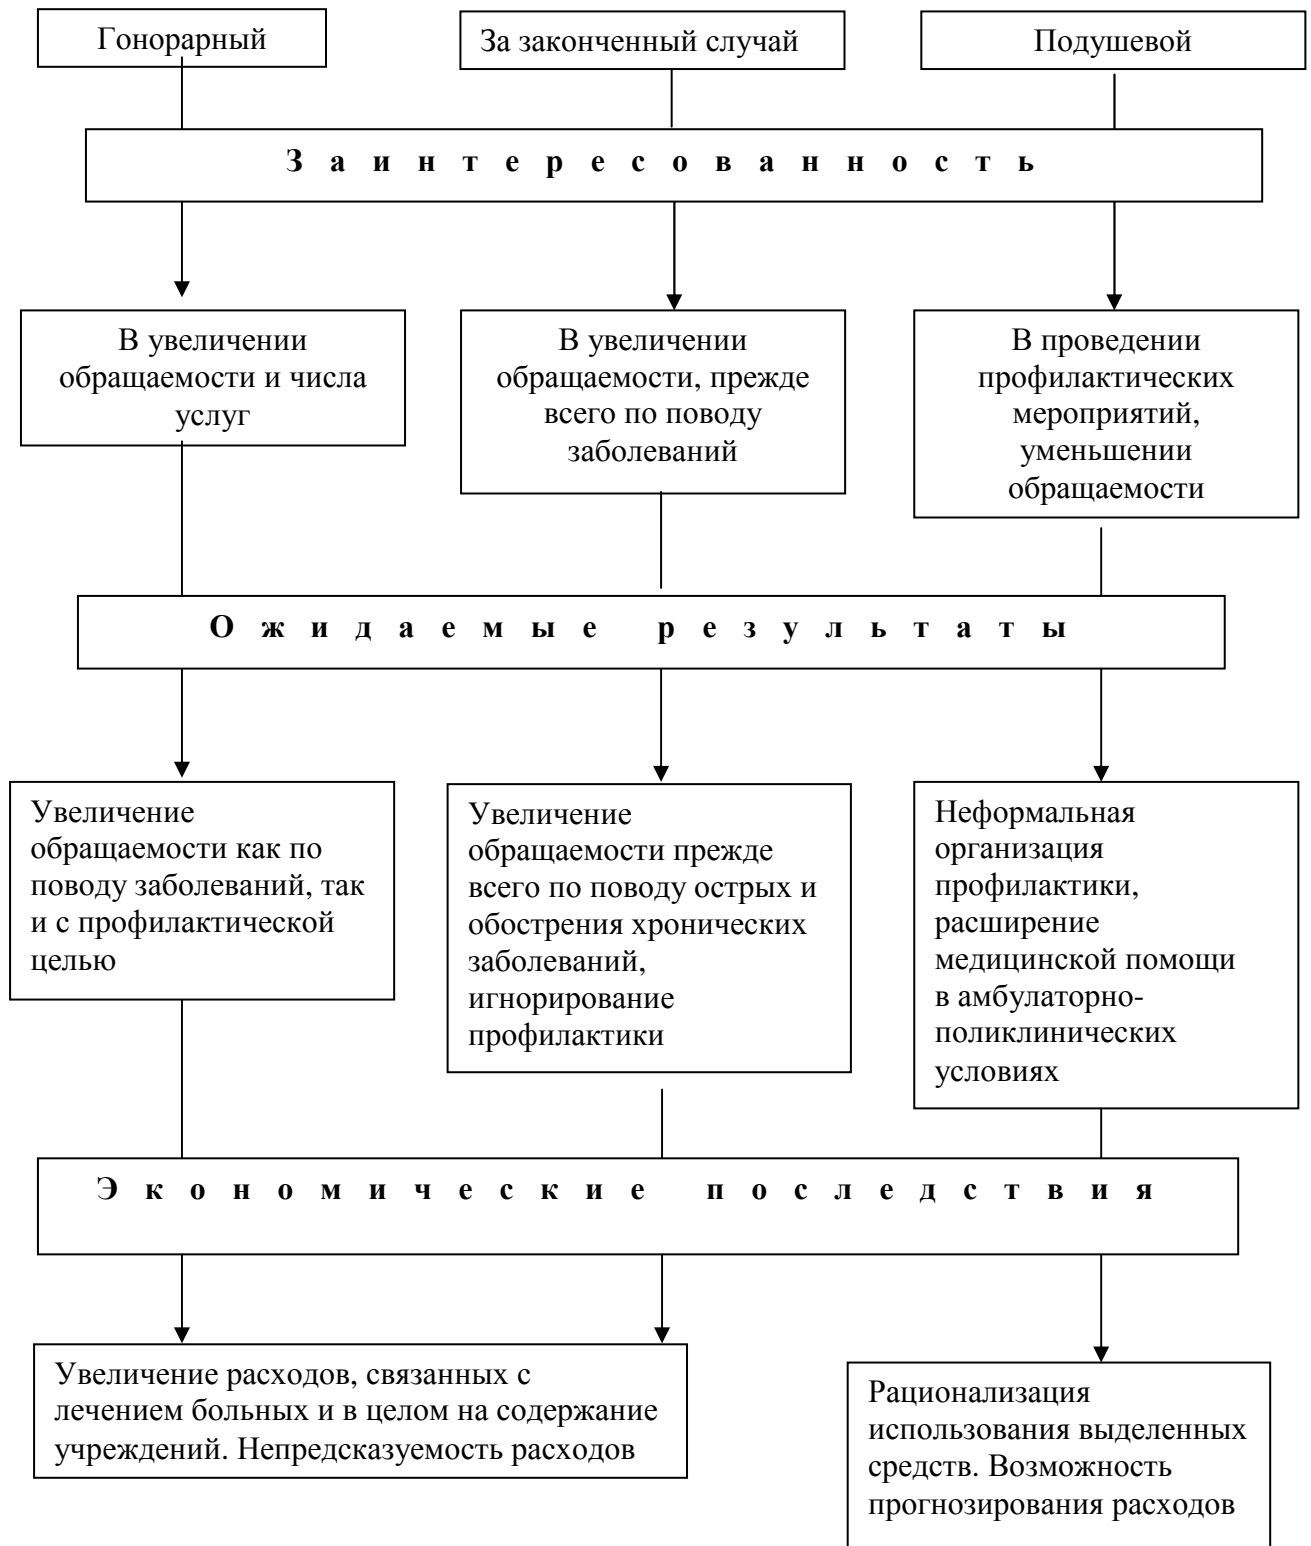 Гонорарный
За законченный случай
Подушевой
З а и н т е р е с о в а н н о с т ь
В увеличении
обращаемости и числа
услуг
В увеличении
обращаемости, прежде
всего по поводу
заболеваний
В проведении
профилактических
мероприятий,
уменьшении
обращаемости
О ж и д а е м ы е р е з у л ь т а т ы
Увеличение
обращаемости как по
поводу заболеваний, так
и с профилактической
целью
Увеличение
обращаемости прежде
всего по поводу острых и
обострения хронических
заболеваний,
игнорирование
профилактики
Неформальная
организация
профилактики,
расширение
медицинской помощи
в амбулаторно-
поликлинических
условиях
Э к о н о м и ч е с к и е п о с л е д с т в и я
Увеличение расходов, связанных с
лечением больных и в целом на содержание
учреждений. Непредсказуемость расходов
Рационализация
использования выделенных
средств. Возможность
прогнозирования расходов